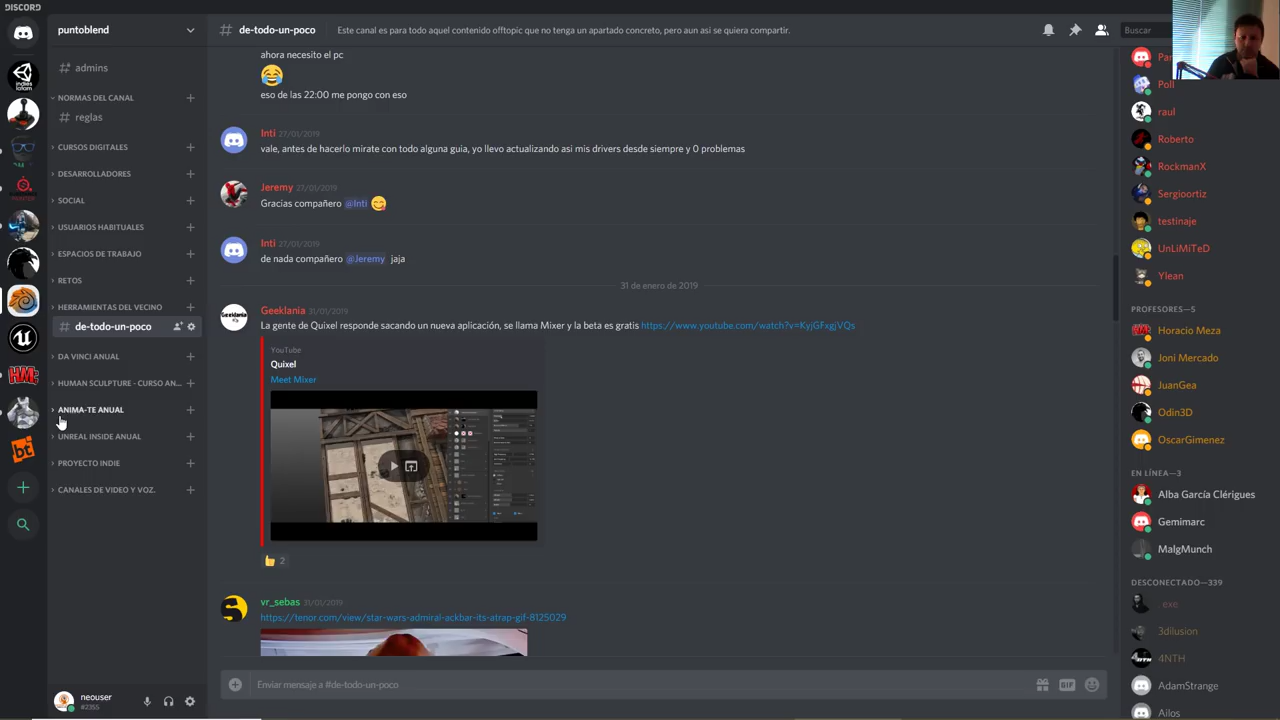 DISCORD
puntoblend
# de-todo-un-poco
Este canal es para todo aquel contenido offtopic que no tenga un apartado concreto, pero aun asi se quiera compartir.
Buscar
# admins
NORMAS DEL CANAL
# reglas
CURSOS DIGITALES
DESARROLLADORES
SOCIAL
USUARIOS HABITUALES
ESPACIOS DE TRABAJO
RETOS
HERRAMIENTAS DEL VECINO
# de-todo-un-poco
DA VINCI ANUAL
HUMAN SCULPTURE - CURSO AN...
ANIMA-TE ANUAL
UNREAL INSIDE ANUAL
PROYECTO INDIE
CANALES DE VIDEO Y VOZ.
neouser
#2355
ahora necesito el pc
eso de las 22:00 me pongo con eso
Inti 27/01/2019
vale, antes de hacerlo mirate con todo alguna guia, yo llevo actualizando asi mis drivers desde siempre y 0 problemas
Jeremy 27/01/2019
Gracias compañero @Inti
Inti 27/01/2019
de nada compañero @Jeremy jaja
31 de enero de 2019
Geeklania 31/01/2019
La gente de Quixel responde sacando un nueva aplicación, se llama Mixer y la beta es gratis https://www.youtube.com/watch?v=KyjGFxgjVQs
YouTube
Quixel
Meet Mixer
2
vr_sebas 31/01/2019
https://tenor.com/view/star-wars-admiral-ackbar-its-atrap-gif-8125029
Enviar mensaje a #de-todo-un-poco
GIF
Poli
raul
Roberto
RockmanX
Sergioortiz
testinaje
UnLiMiTeD
Ylean
PROFESORES—5
Horacio Meza
Joni Mercado
JuanGea
Odin3D
OscarGimenez
EN LÍNEA—3
Alba García Clérigues
Gemimarc
MalgMunch
DESCONECTADO—339
. exe
3dilusion
4NTH
AdamStrange
Ailos